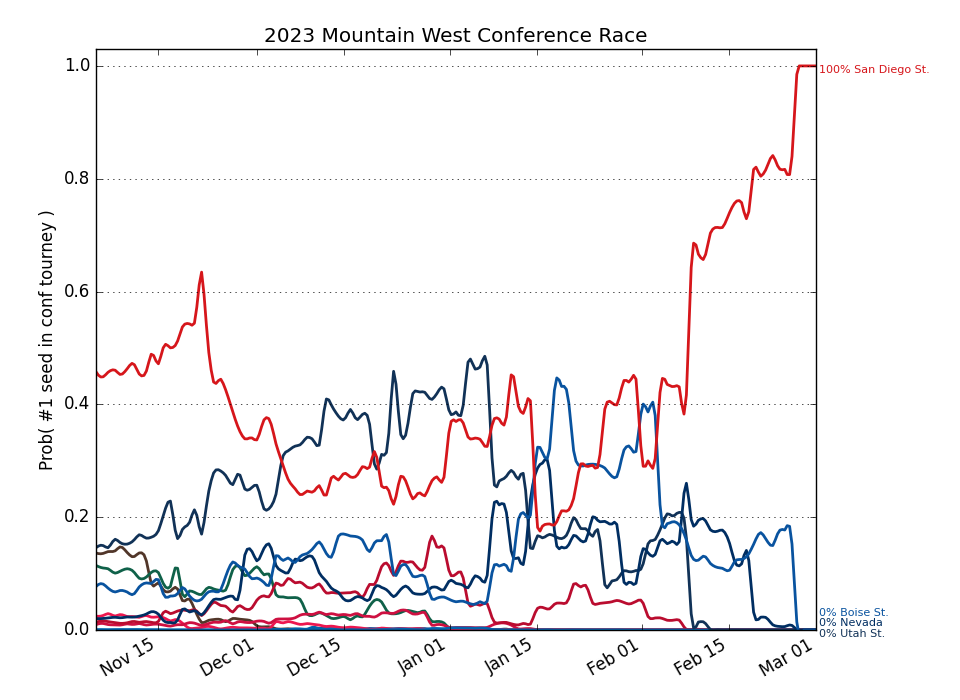 2023 Mountain West Conference Race
Prob( #1 seed in conf tourney )
1.0
0.8
0.6
0.4
0.2
0.0
100% San Diego St.
0% Boise St.
0% Nevada
0% Utah St.
Nov 15
Dec 01
Dec 15
Jan 01
Jan 15
Feb 01
Feb 15
Mar 01